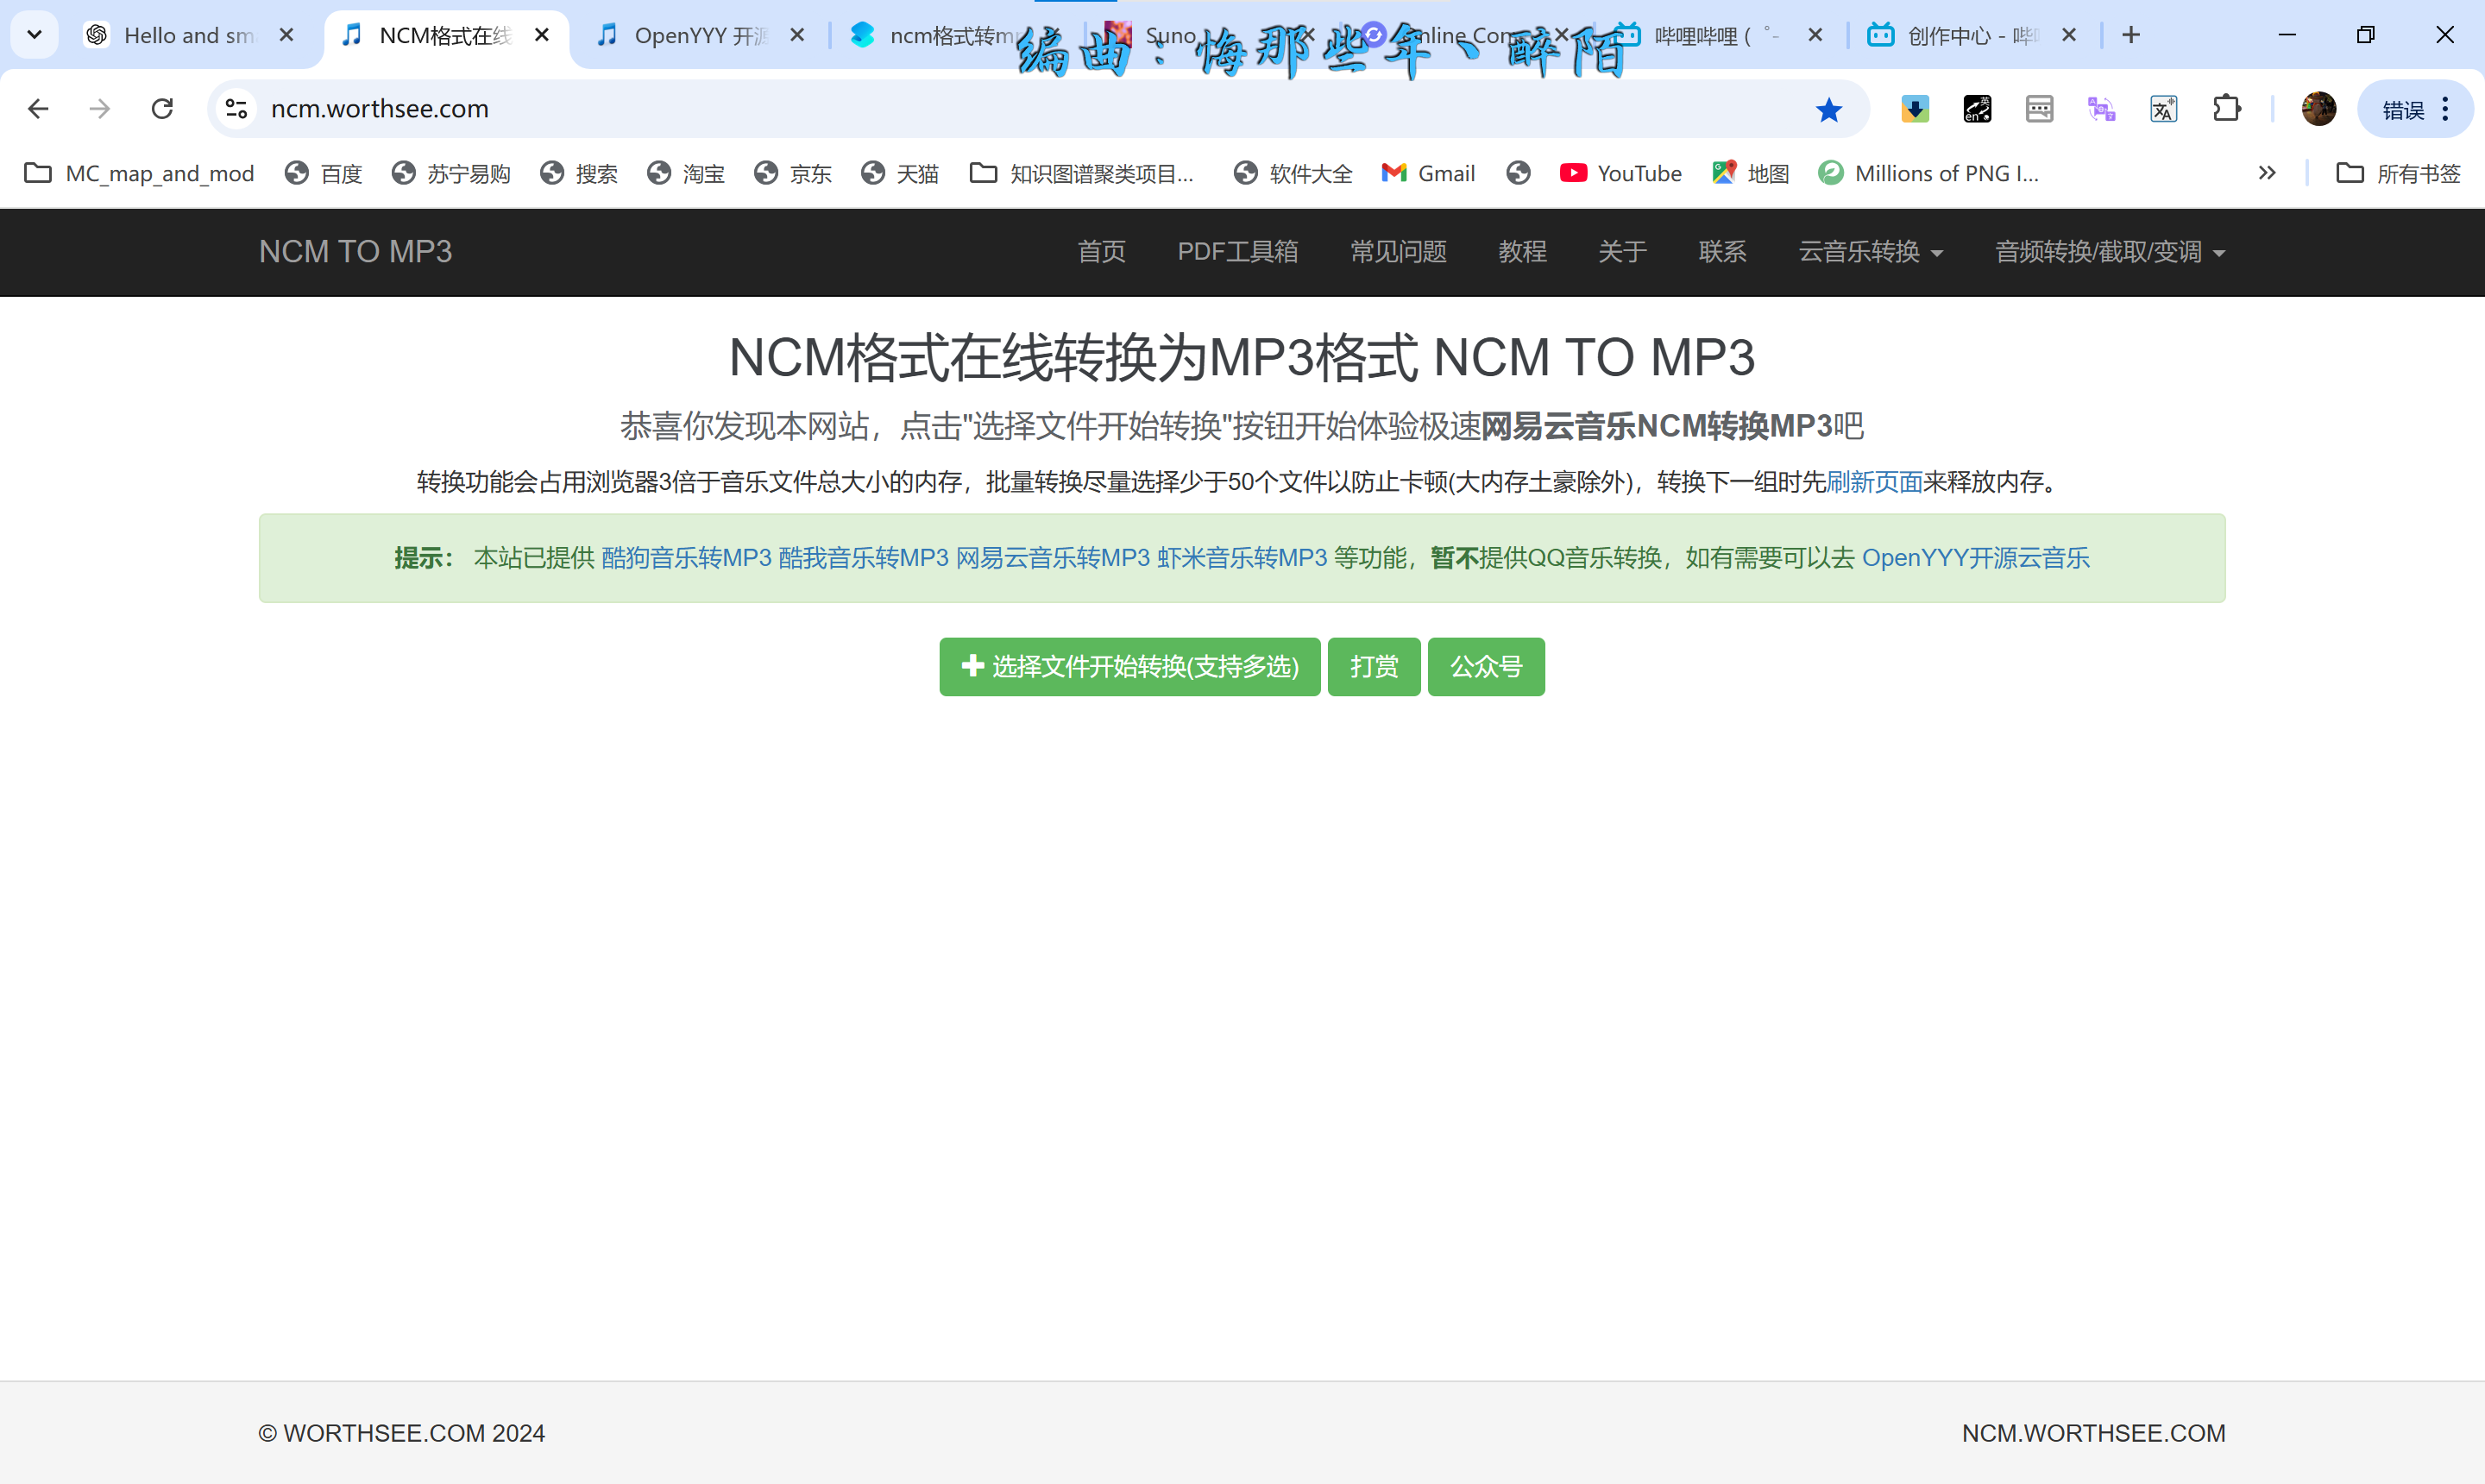 Hello and sm
NCM格式在线
OpenYYY 开源
ncm格式转m
Suno
nline Con
哔哩哔哩 (゜-
创作中心 - 哔
编曲：悔那些年、醉陌
ncm.worthsee.com
错误
MC_map_and_mod
百度
苏宁易购
搜索
淘宝
京东
天猫
知识图谱聚类项目...
软件大全
Gmail
YouTube
地图
Millions of PNG I...
所有书签
NCM TO MP3
首页
PDF工具箱
常见问题
教程
关于
联系
云音乐转换
音频转换/截取/变调
NCM格式在线转换为MP3格式 NCM TO MP3
恭喜你发现本网站，点击"选择文件开始转换"按钮开始体验极速网易云音乐NCM转换MP3吧
转换功能会占用浏览器3倍于音乐文件总大小的内存，批量转换尽量选择少于50个文件以防止卡顿(大内存土豪除外)，转换下一组时先刷新页面来释放内存。
提示： 本站已提供 酷狗音乐转MP3 酷我音乐转MP3 网易云音乐转MP3 虾米音乐转MP3 等功能，暂不提供QQ音乐转换，如有需要可以去 OpenYYY开源云音乐
选择文件开始转换(支持多选)
打赏
公众号
© WORTHSEE.COM 2024
NCM.WORTHSEE.COM